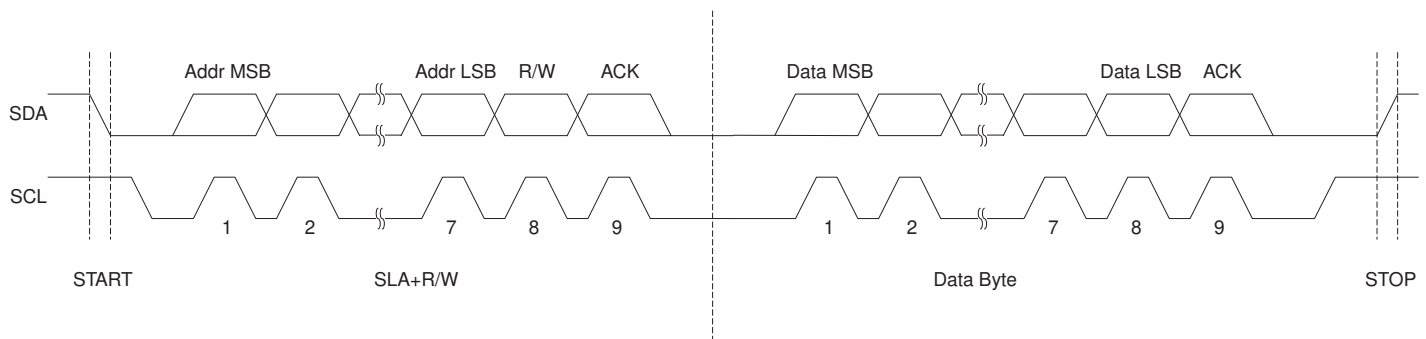 Addr MSB Addr LSB R/W ACK Data MSB Data LSB ACK
SDA
SCL
1 2 7 8 9 1 2 7 8 9
START SLA+R/W Data Byte STOP